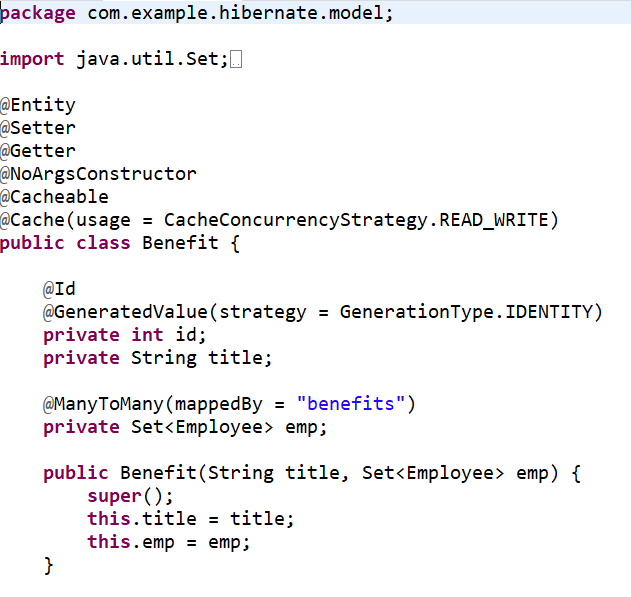 package com.example.hibernate.model;
import java.util.Set;
@Entity
@Setter
@Getter
@NoArgsConstructor
@Cacheable
@Cache(usage = CacheConcurrencyStrategy.READ_WRITE)
public class Benefit {
@Id
@GeneratedValue(strategy = GenerationType.IDENTITY)
private int id;
private String title;
@ManyToMany(mappedBy = "benefits")
private Set<Employee> emp;
public Benefit(String title, Set<Employee> emp) {
super();
this.title = title;
this.emp = emp;
}